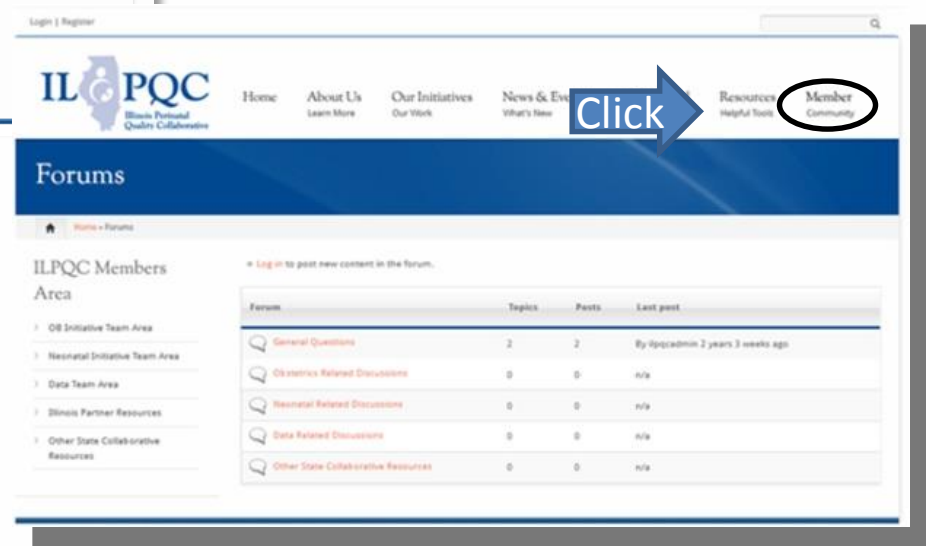 Login | Register
IL PQC
Illinois Perinatal
Quality Collaborative
Home About Us Our Initiatives News & Eve Resources Member
Learn More Our Work What's New Helpful Tools Community
Click
Forums
Home » Forums
ILPQC Members
Area
OB Initiative Team Area
Neonatal Initiative Team Area
Data Team Area
Illinois Partner Resources
Other State Collaborative
Resources
» Log in to post new content in the forum.
Forum Topics Posts Last post
General Questions 2 2 By ilpqcadmin 2 years 3 weeks ago
Obstetrics Related Discussions 0 0 n/a
Neonatal Related Discussions 0 0 n/a
Data Related Discussions 0 0 n/a
Other State Collaborative Resources 0 0 n/a